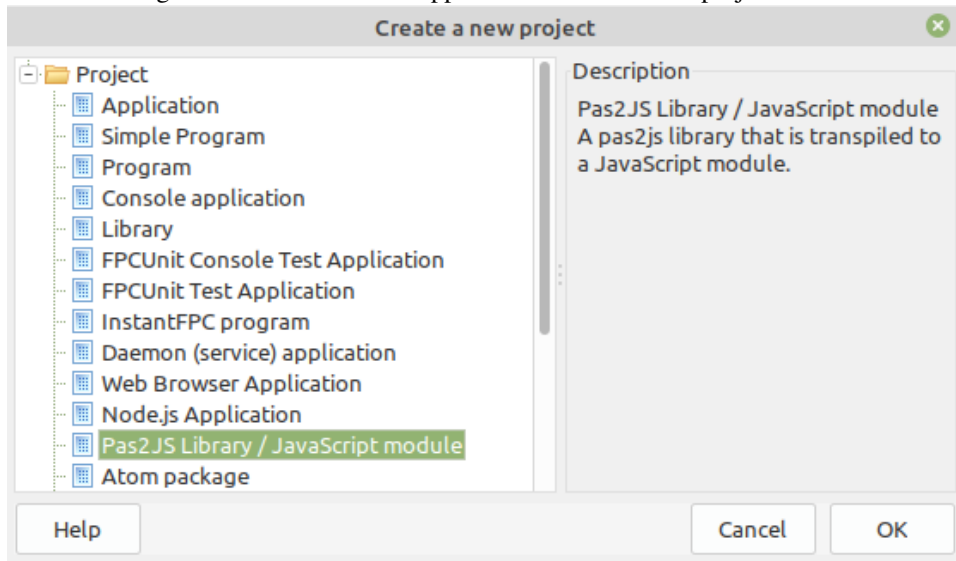 Create a new project
Project
Application
Simple Program
Program
Console application
Library
FPCUnit Console Test Application
FPCUnit Test Application
InstantFPC program
Daemon (service) application
Web Browser Application
Node.js Application
Pas2JS Library / JavaScript module
Atom package
Description
Pas2JS Library / JavaScript module
A pas2js library that is transpiled to
a JavaScript module.
Help
Cancel
OK